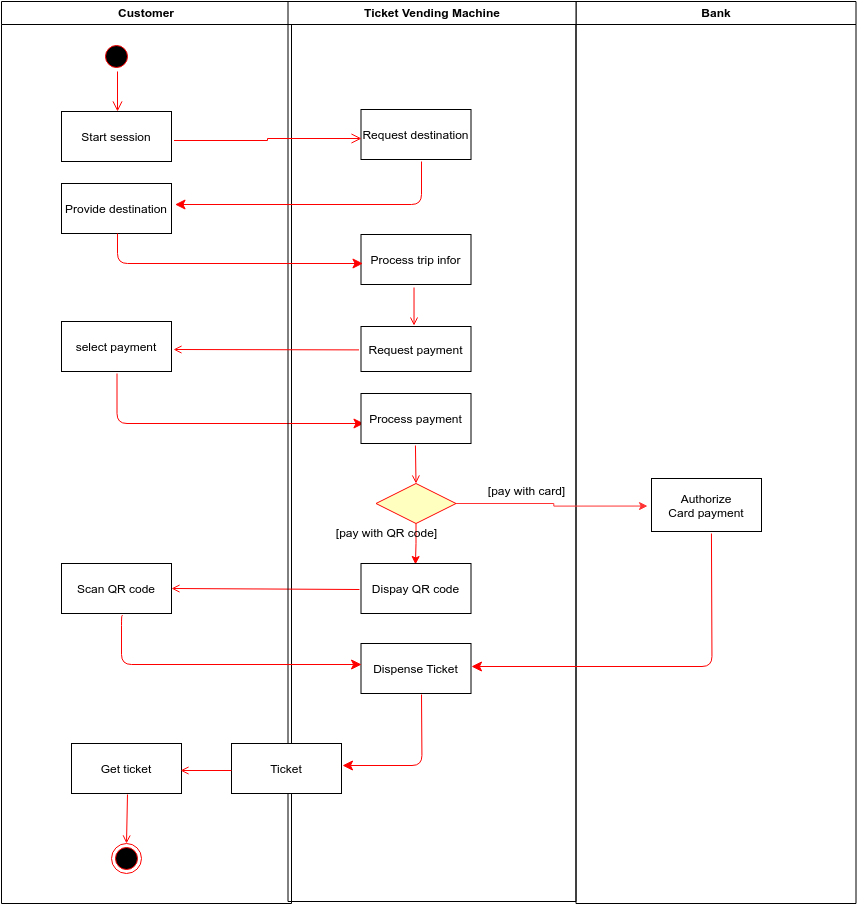 Customer
Ticket Vending Machine
Bank
Start session
Request destination
Provide destination
Process trip infor
select payment
Request payment
Process payment
[pay with card]
Authorize
Card payment
[pay with QR code]
Scan QR code
Dispay QR code
Dispense Ticket
Get ticket
Ticket